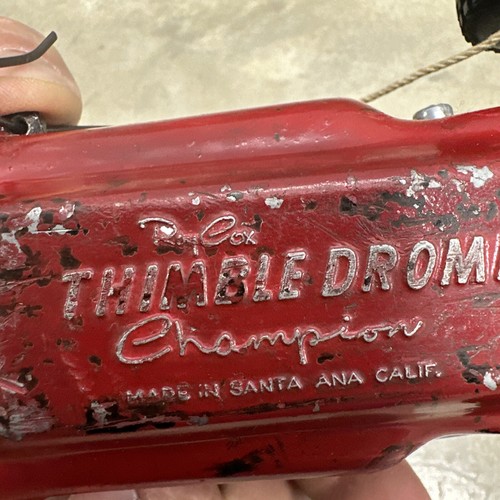 Roy Cox
THIMBLE DROM
Champion
MADE IN SANTA ANA CALIF.